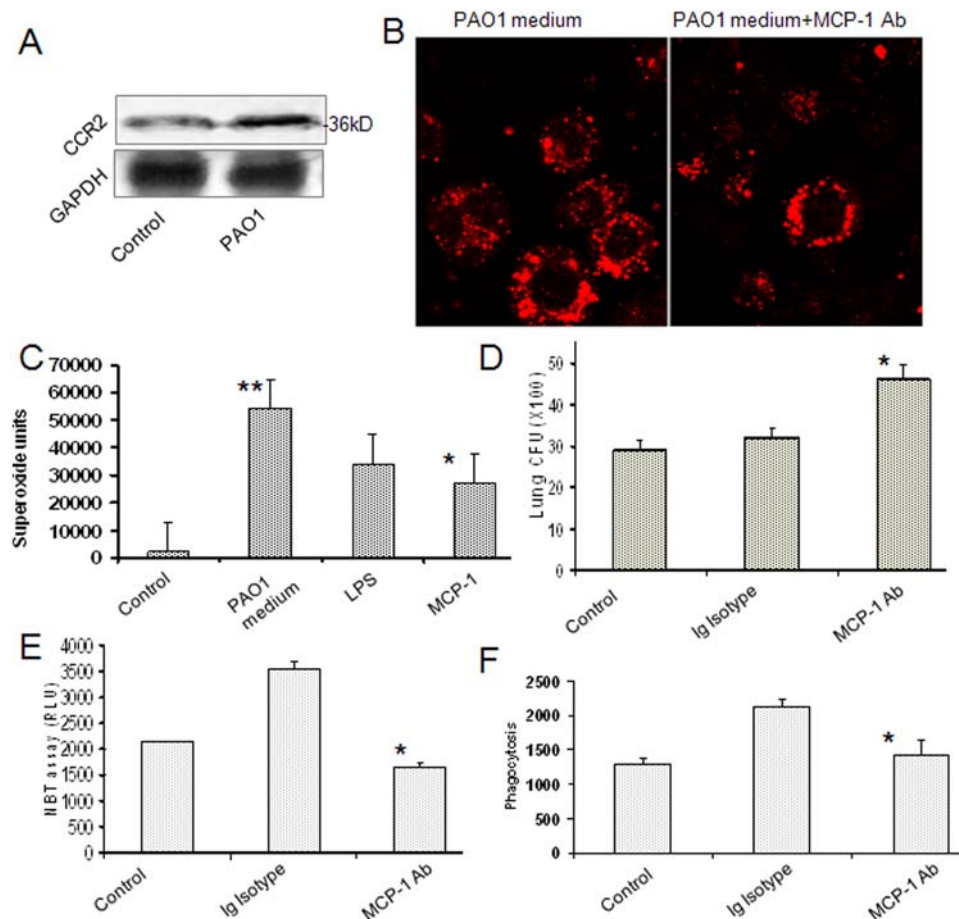 A
CCR2
-36kD
GAPDH
Control
PAO1
B
PAO1 medium
PAO1 medium+MCP-1 Ab
C
Superoxide units
70000
60000
50000
40000
30000
20000
10000
0
**
*
Control
PAO1
medium
LPS
MCP-1
D
Lung CFU (X100)
50
40
30
20
10
0
*
Control
Ig Isotype
MCP-1 Ab
E
NBT assay (RLU)
4000
3500
3000
2500
2000
1500
1000
500
0
*
Control
Ig Isotype
MCP-1 Ab
F
Phagocytosis
2500
2000
1500
1000
500
0
*
Control
Ig Isotype
MCP-1 Ab